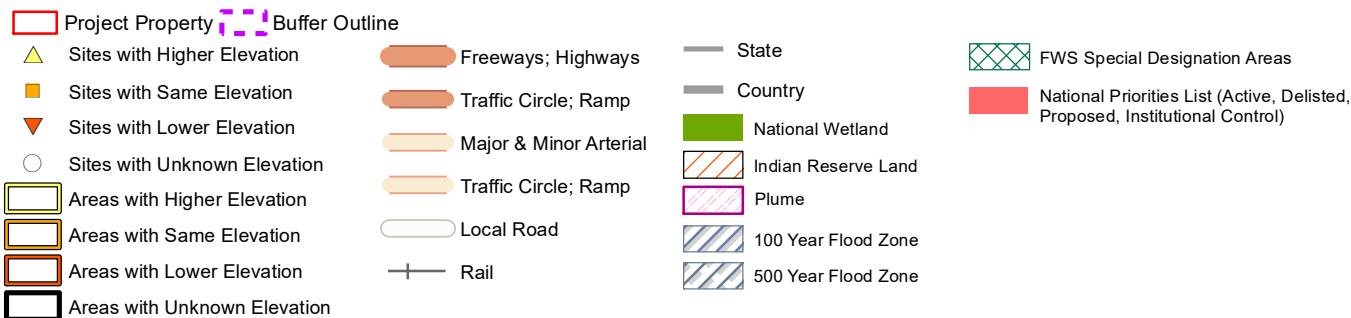 Project Property
Buffer Outline
Sites with Higher Elevation
Sites with Same Elevation
Sites with Lower Elevation
Sites with Unknown Elevation
Areas with Higher Elevation
Areas with Same Elevation
Areas with Lower Elevation
Areas with Unknown Elevation
Freeways; Highways
Traffic Circle; Ramp
Major & Minor Arterial
Traffic Circle; Ramp
Local Road
Rail
State
Country
National Wetland
Indian Reserve Land
Plume
100 Year Flood Zone
500 Year Flood Zone
FWS Special Designation Areas
National Priorities List (Active, Delisted,
Proposed, Institutional Control)